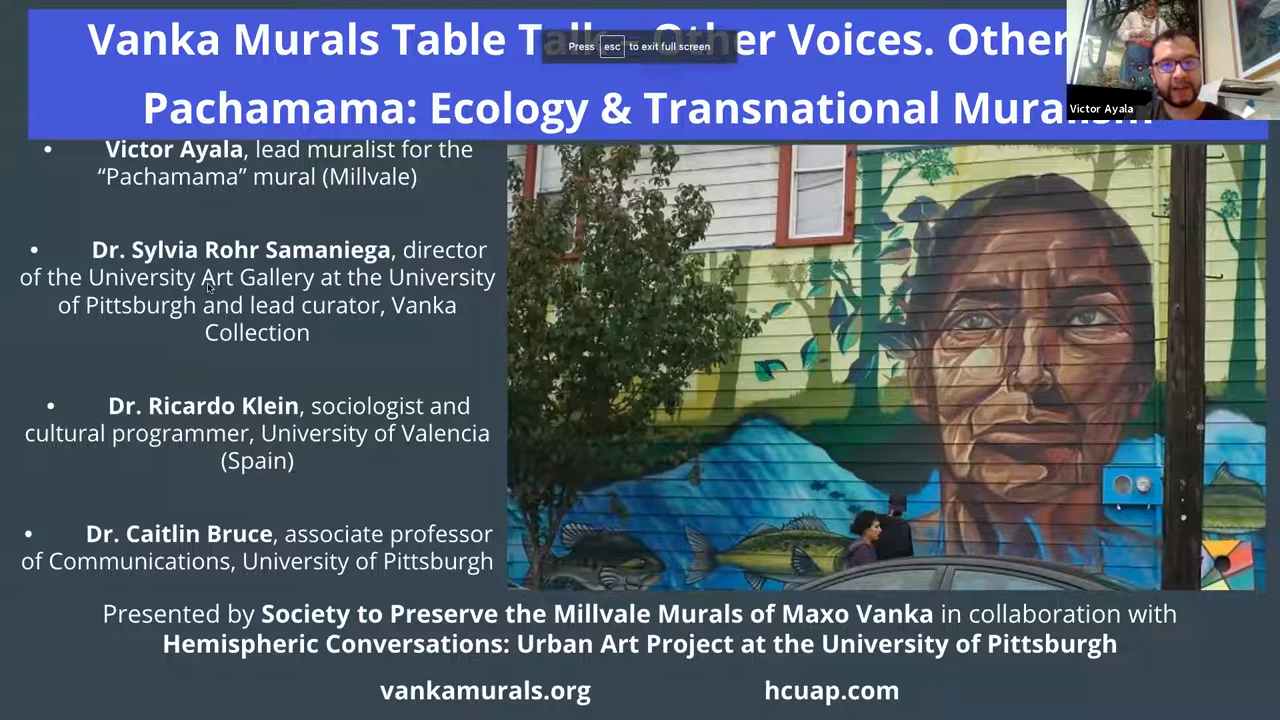 Vanka Murals Table Other Voices. Other
Press esc to exit full screen
Pachamama: Ecology & Transnational
Victor Ayala
• Victor Ayala, lead muralist for the
“Pachamama” mural (Millvale)
• Dr. Sylvia Rohr Samaniega, director
of the University Art Gallery at the University
of Pittsburgh and lead curator, Vanka
Collection
• Dr. Ricardo Klein, sociologist and
cultural programmer, University of Valencia
(Spain)
• Dr. Caitlin Bruce, associate professor
of Communications, University of Pittsburgh
Presented by Society to Preserve the Millvale Murals of Maxo Vanka in collaboration with
Hemispheric Conversations: Urban Art Project at the University of Pittsburgh
vankamurals.org hcuap.com